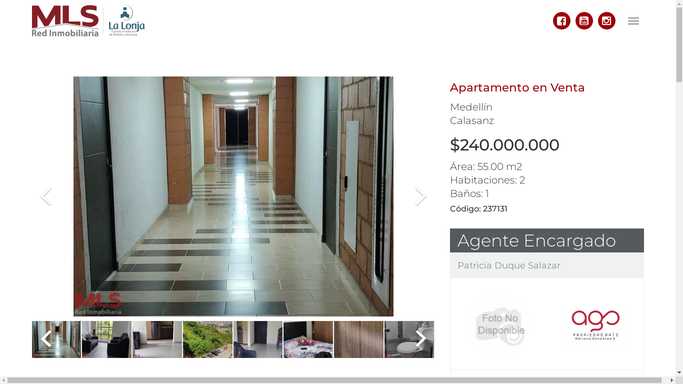 MLS
Red Inmobiliaria
La Lonja
Apartamento en Venta
Medellín
Calasanz
$240.000.000
Área: 55.00 m2
Habitaciones: 2
Baños: 1
Código: 237131
Agente Encargado
Patricia Duque Salazar
Foto No
Disponible
ago
MLS
Red Inmobiliaria